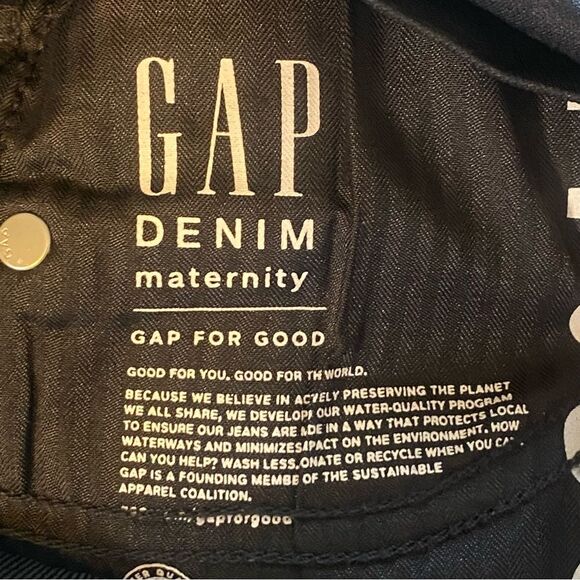 GAP
DENIM
maternity
GAP FOR GOOD
GOOD FOR YOU. GOOD FOR TH WORLD.
BECAUSE WE BELIEVE IN ACTVELY PRESERVING THE PLANET
WE ALL SHARE, WE DEVELOP OUR WATER-QUALITY PROGRAM
TO ENSURE OUR JEANS ARE DE IN A WAY THAT PROTECTS LOCAL
WATERWAYS AND MINIMIZES PACT ON THE ENVIRONMENT. HOW
CAN YOU HELP? WASH LESS. ONATE OR RECYCLE WHEN YOU CA
GAP IS A FOUNDING MEMBE OF THE SUSTAINABLE
APPAREL COALITION.
/gapforgood
GAP